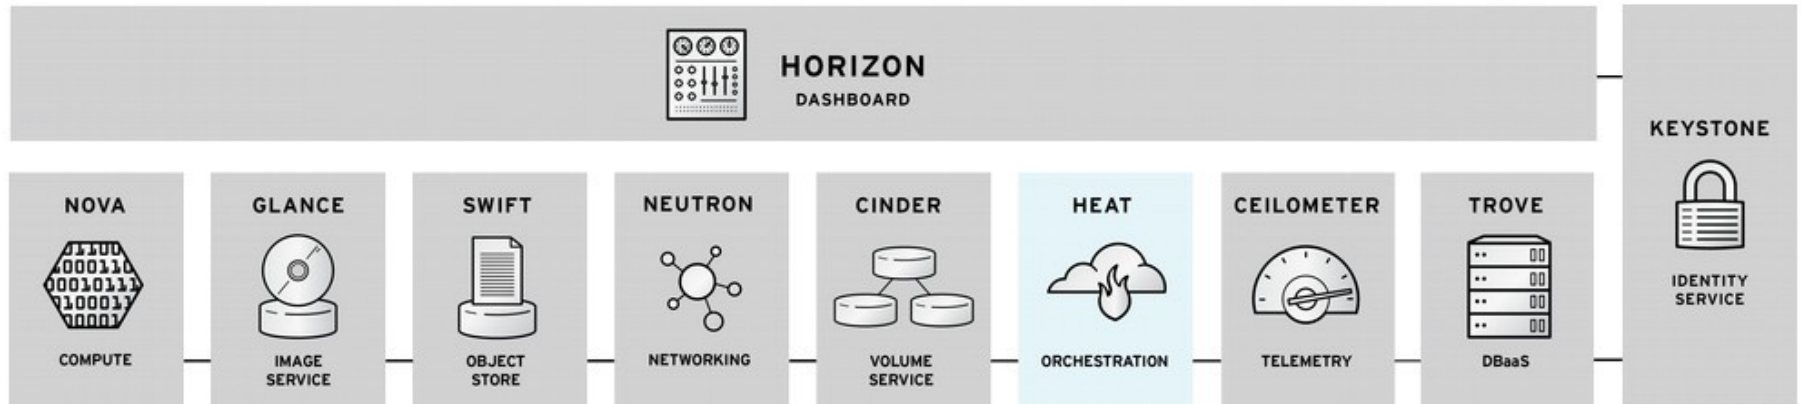 HORIZON
DASHBOARD
KEYSTONE
IDENTITY
SERVICE
NOVA
COMPUTE
GLANCE
IMAGE
SERVICE
SWIFT
OBJECT
STORE
NEUTRON
NETWORKING
CINDER
VOLUME
SERVICE
HEAT
ORCHESTRATION
CEILOMETER
TELEMETRY
TROVE
DBaaS